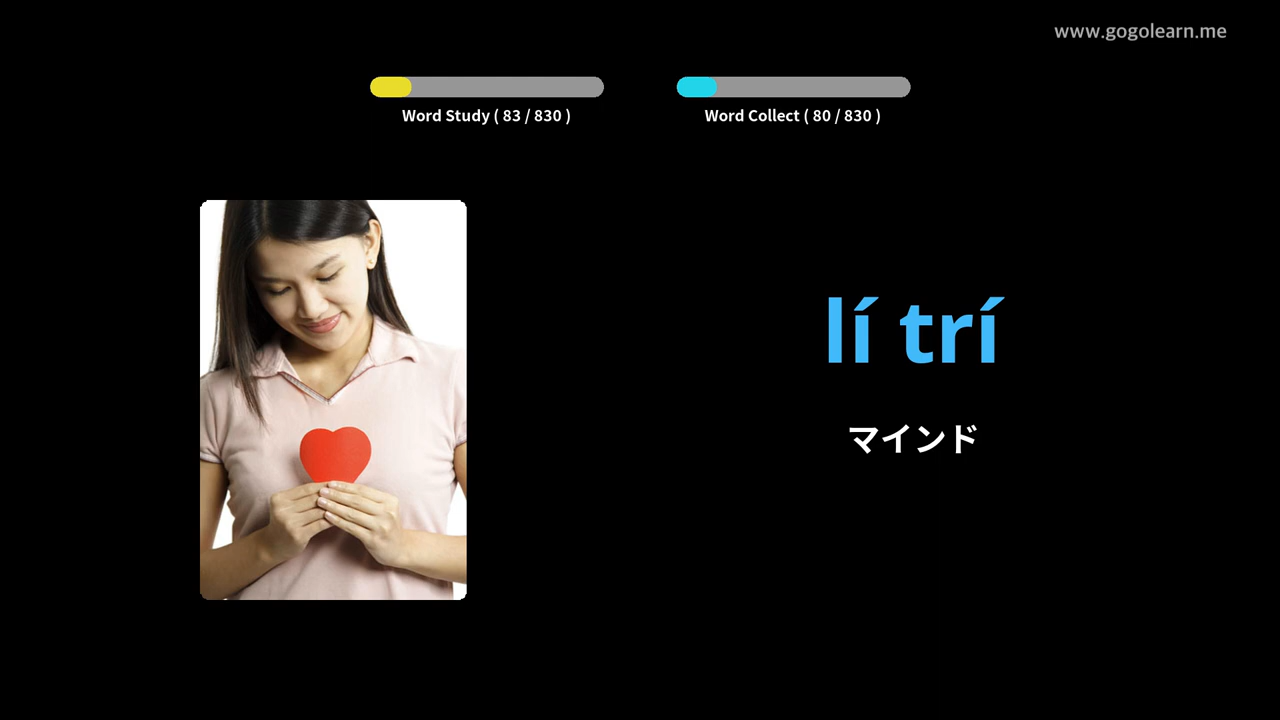 www.gogolearn.me
Word Study ( 83 / 830 )
Word Collect ( 80 / 830 )
lí trí
マインド